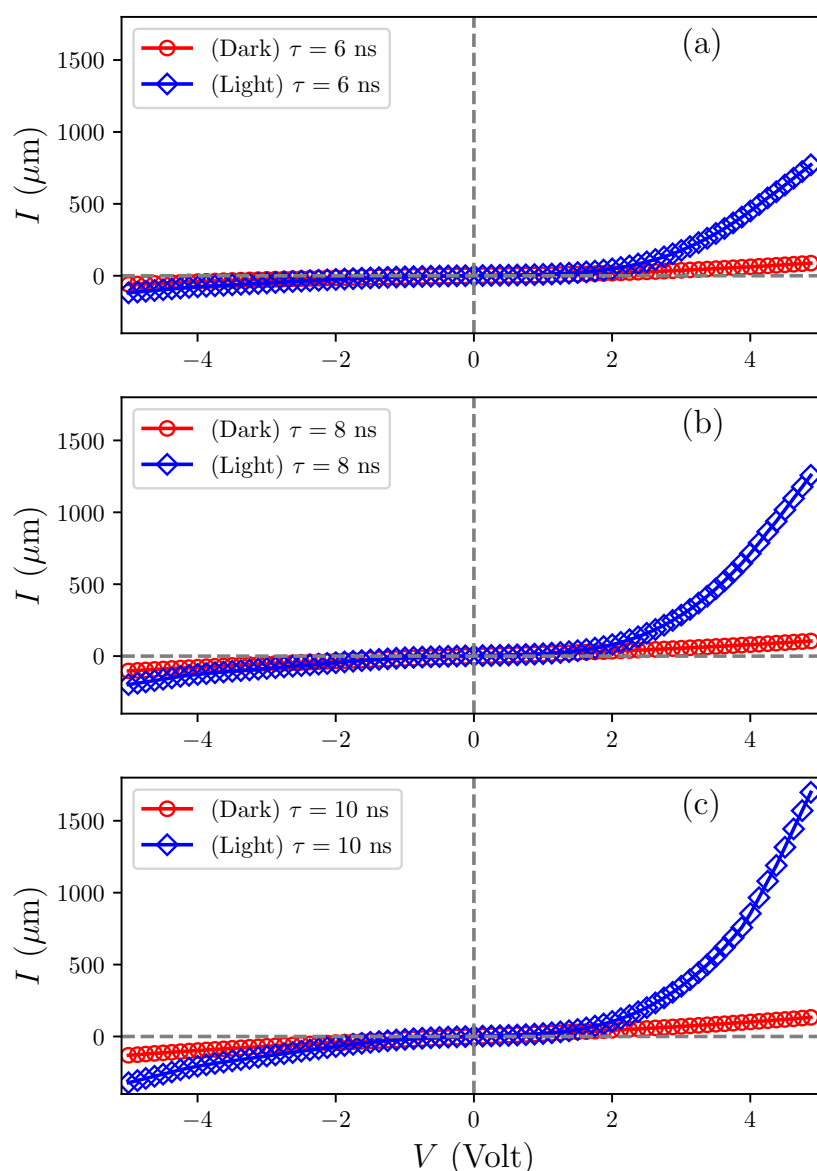 (a)
(Dark) τ = 6 ns
(Light) τ = 6 ns
1500
1000
500
0
I (μm)
−4 −2 0 2 4
(b)
(Dark) τ = 8 ns
(Light) τ = 8 ns
1500
1000
500
0
I (μm)
−4 −2 0 2 4
(c)
(Dark) τ = 10 ns
(Light) τ = 10 ns
1500
1000
500
0
I (μm)
−4 −2 0 2 4
V (Volt)